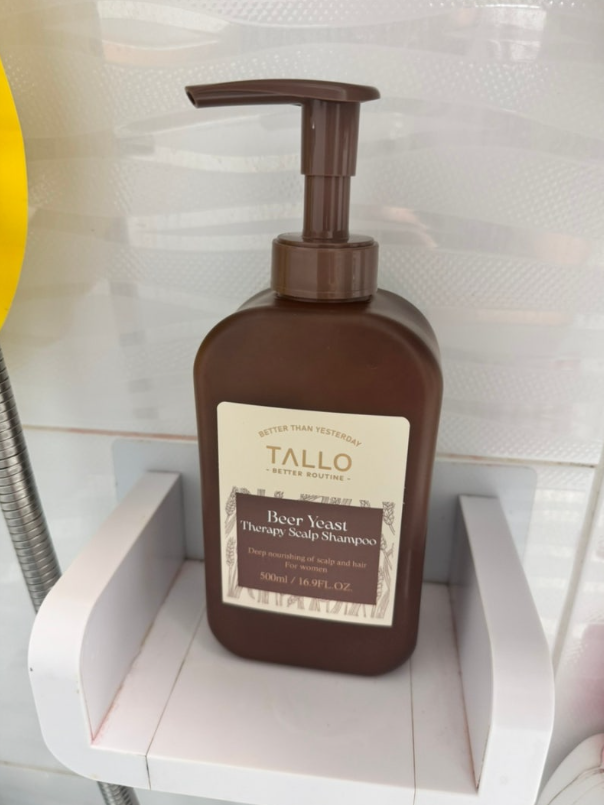 BETTER THAN YESTERDAY
TALLO
- BETTER ROUTINE -
Beer Yeast
Therapy Scalp Shampoo
Deep nourishing of scalp and hair
For women
500ml / 16.9FL.OZ.